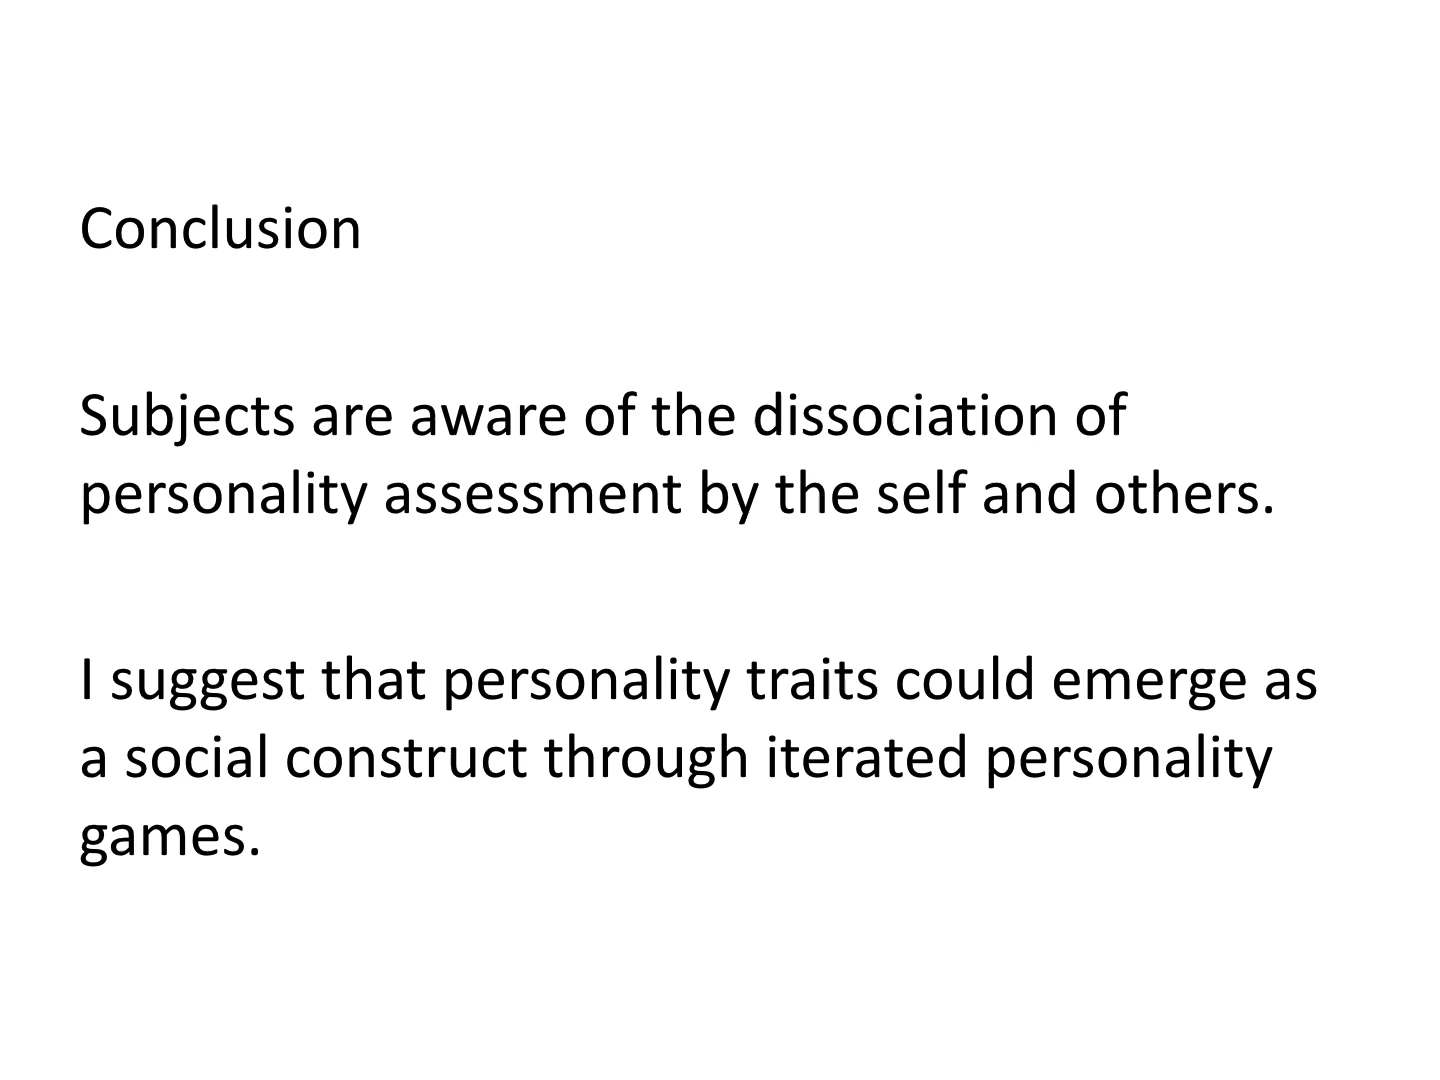 Conclusion
Subjects are aware of the dissociation of
personality assessment by the self and others.
I suggest that personality traits could emerge as
a social construct through iterated personality
games.